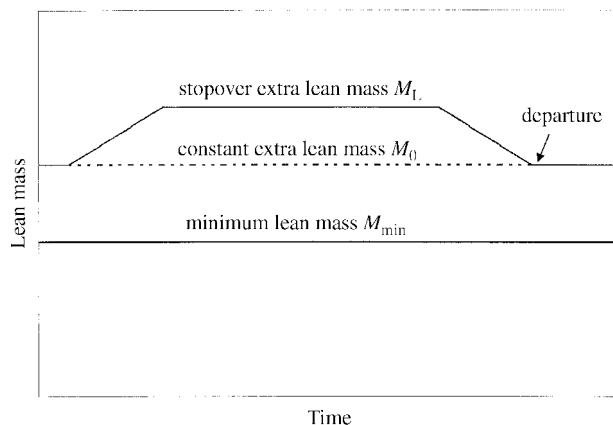 stopover extra lean mass M_L
departure
constant extra lean mass M_0
minimum lean mass M_min
Lean mass
Time